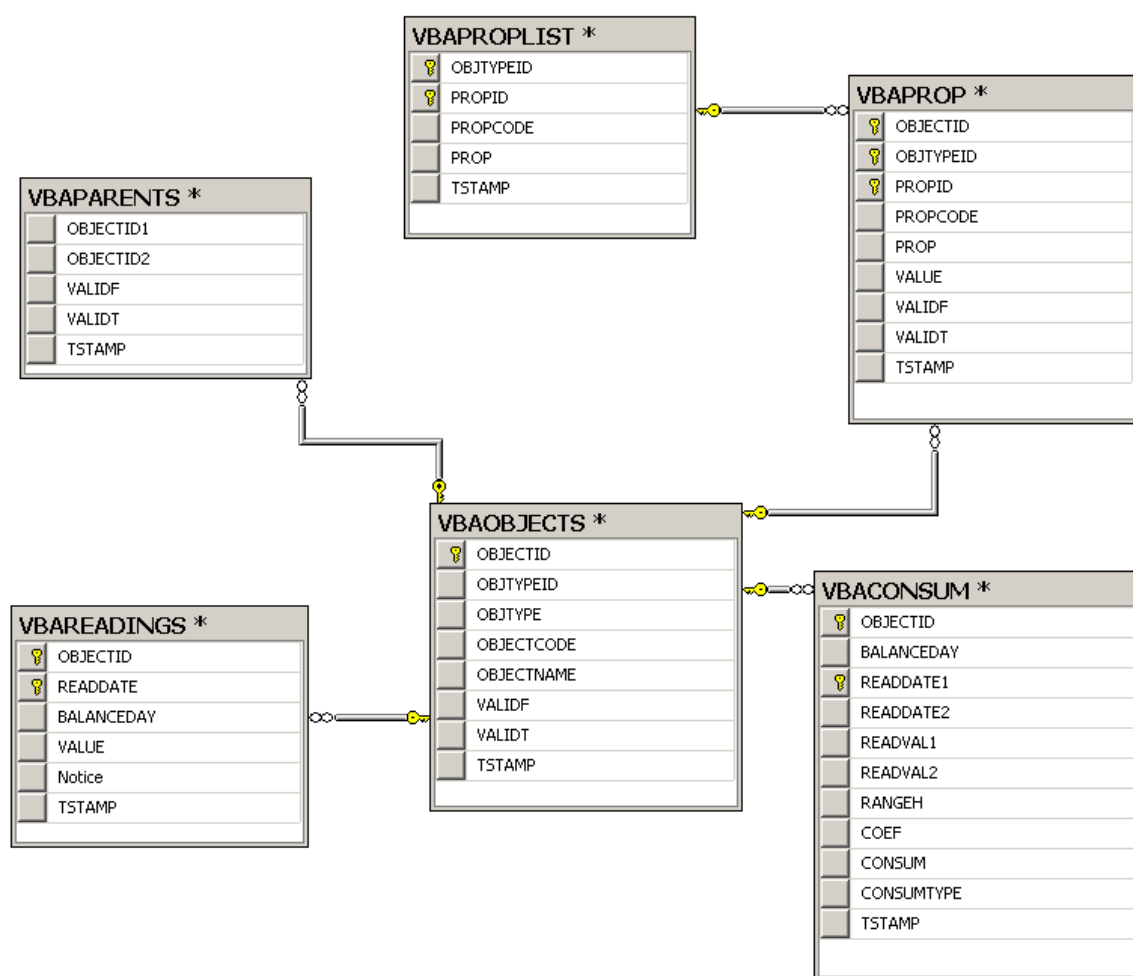 VBAPROPLIST *
OBJTYPEID
PROPID
PROPCODE
PROP
TSTAMP
VBAPROP *
OBJECTID
OBJTYPEID
PROPID
PROPCODE
PROP
VALUE
VALIDF
VALIDT
TSTAMP
VBAPARENTS *
OBJECTID1
OBJECTID2
VALIDF
VALIDT
TSTAMP
VBAOBJECTS *
OBJECTID
OBJTYPEID
OBJTYPE
OBJECTCODE
OBJECTNAME
VALIDF
VALIDT
TSTAMP
VBAREADINGS *
OBJECTID
READDATE
BALANCEDAY
VALUE
Notice
TSTAMP
VBACONSUM *
OBJECTID
BALANCEDAY
READDATE1
READDATE2
READVAL1
READVAL2
RANGEH
COEF
CONSUM
CONSUMTYPE
TSTAMP